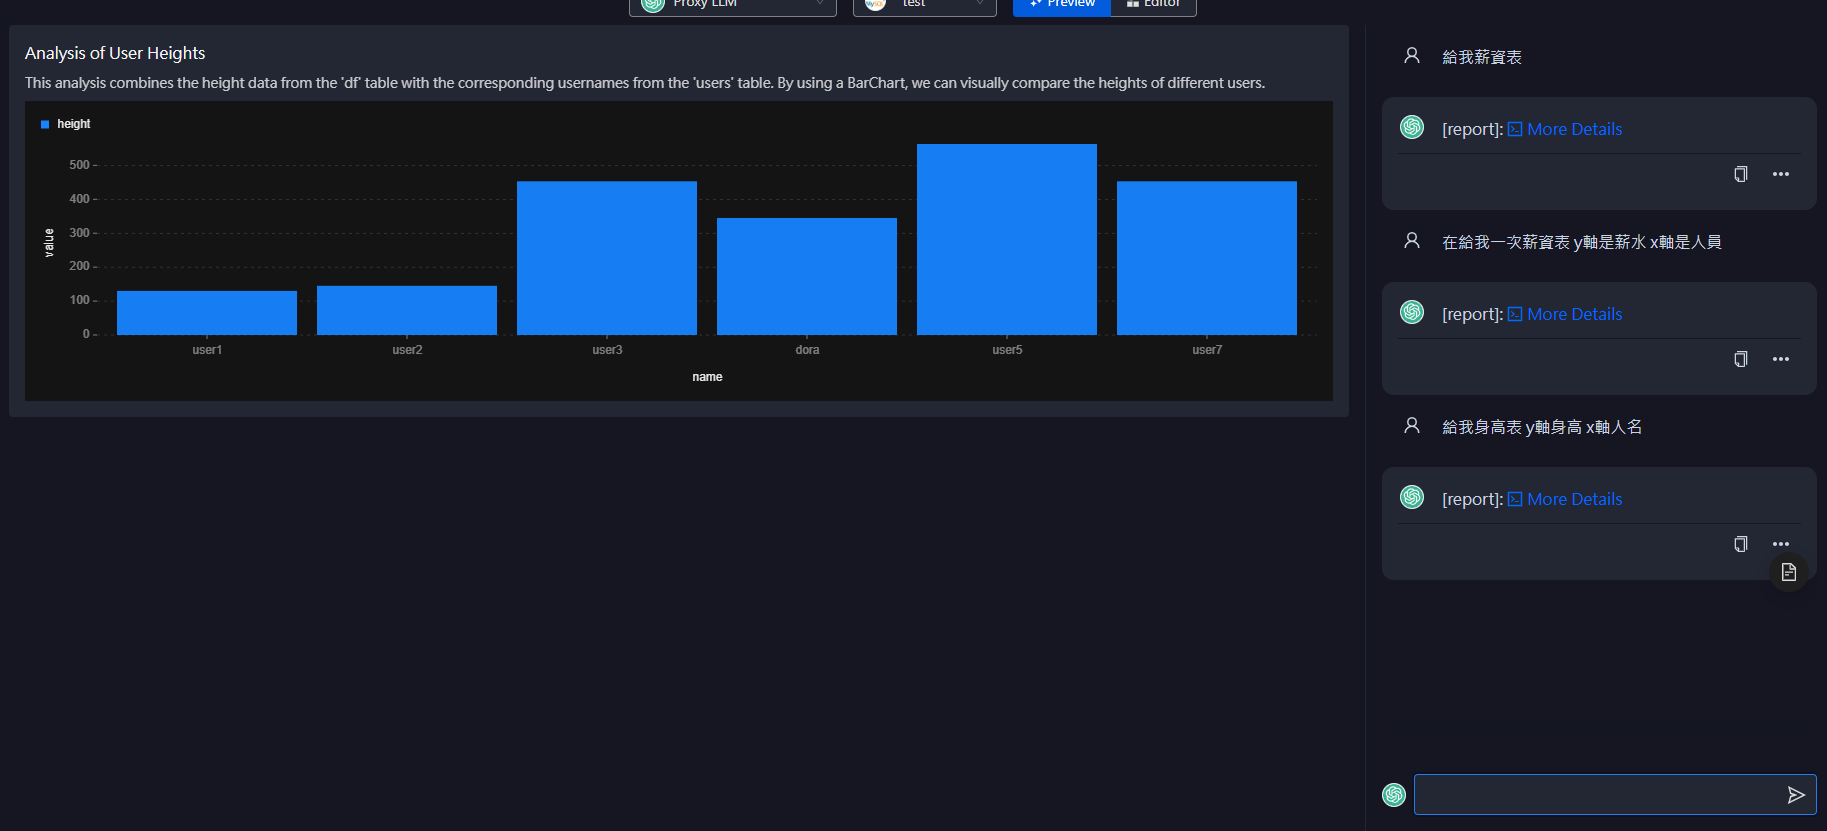 Proxy LLM
test
Preview
Editor
Analysis of User Heights
This analysis combines the height data from the 'df' table with the corresponding usernames from the 'users' table. By using a BarChart, we can visually compare the heights of different users.
height
500
400
300
200
100
0
value
user1
user2
user3
dora
user5
user7
name
給我薪資表
[report]: More Details
在給我一次薪資表 y軸是薪水 x軸是人員
[report]: More Details
給我身高表 y軸身高 x軸人名
[report]: More Details